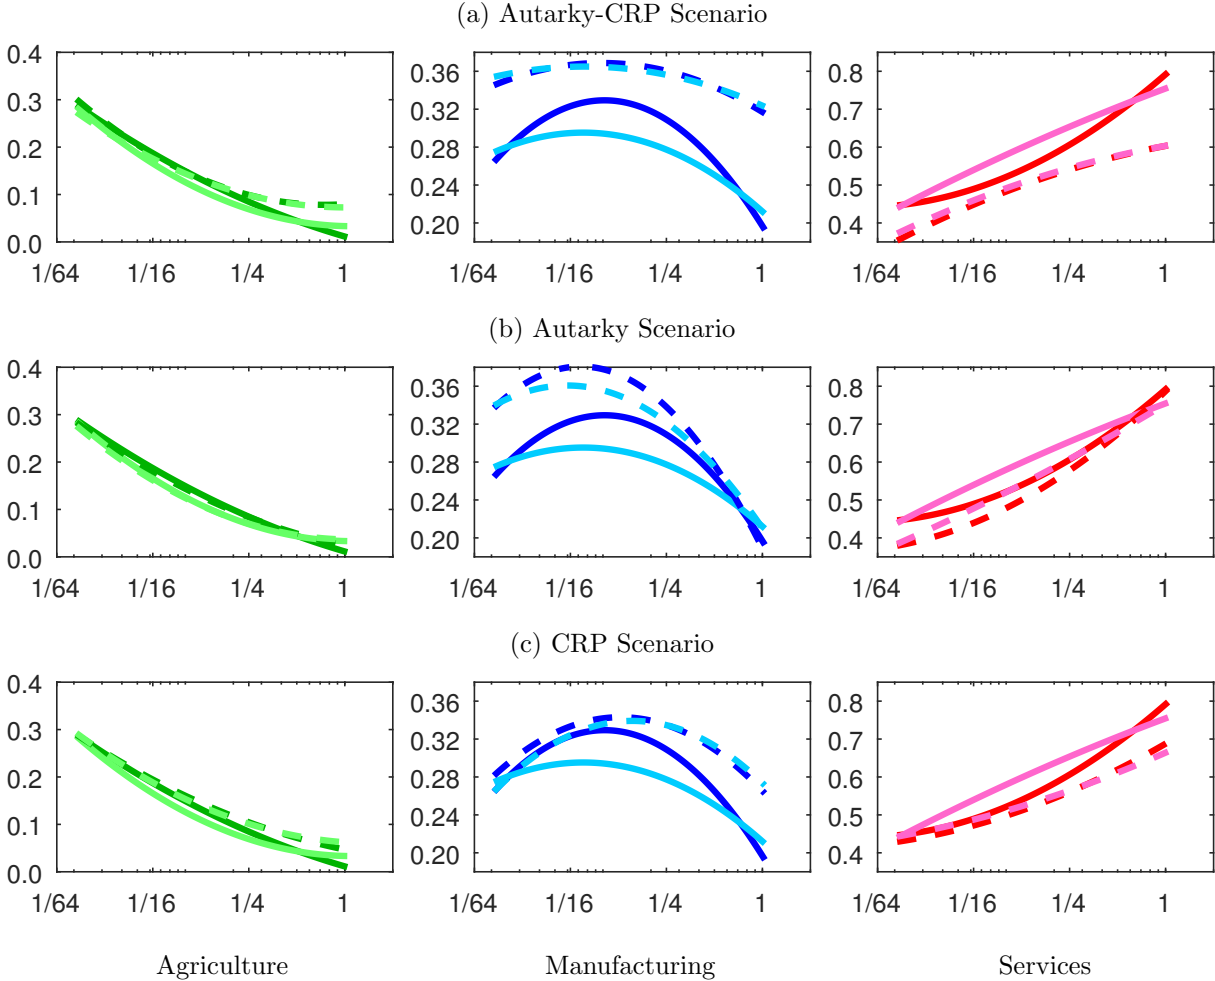 (a) Autarky-CRP Scenario
0.4 0.36 0.8
0.3 0.32 0.7
0.2 0.28 0.6
0.1 0.24 0.5
0.0 0.20 0.4
1/64 1/16 1/4 1 1/64 1/16 1/4 1 1/64 1/16 1/4 1
(b) Autarky Scenario
0.4 0.36 0.8
0.3 0.32 0.7
0.2 0.28 0.6
0.1 0.24 0.5
0.0 0.20 0.4
1/64 1/16 1/4 1 1/64 1/16 1/4 1 1/64 1/16 1/4 1
(c) CRP Scenario
0.4 0.36 0.8
0.3 0.32 0.7
0.2 0.28 0.6
0.1 0.24 0.5
0.0 0.20 0.4
1/64 1/16 1/4 1 1/64 1/16 1/4 1 1/64 1/16 1/4 1
Agriculture Manufacturing Services